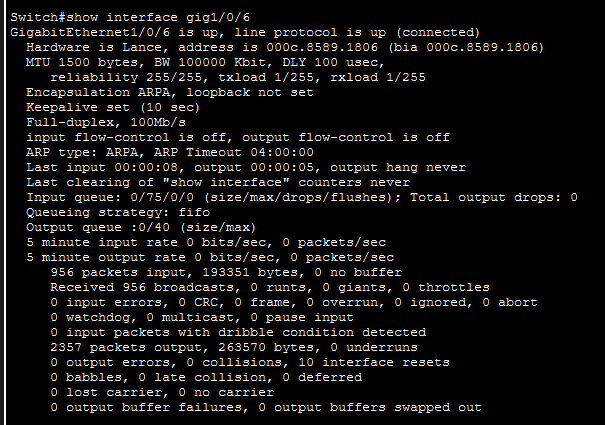 Switch#show interface gig1/0/6
GigabitEthernet1/0/6 is up, line protocol is up (connected)
Hardware is Lance, address is 000c.8589.1806 (bia 000c.8589.1806)
MTU 1500 bytes, BW 100000 Kbit, DLY 100 usec,
reliability 255/255, txload 1/255, rxload 1/255
Encapsulation ARPA, loopback not set
Keepalive set (10 sec)
Full-duplex, 100Mb/s
input flow-control is off, output flow-control is off
ARP type: ARPA, ARP Timeout 04:00:00
Last input 00:00:08, output 00:00:05, output hang never
Last clearing of "show interface" counters never
Input queue: 0/75/0/0 (size/max/drops/flushes); Total output drops: 0
Queueing strategy: fifo
Output queue :0/40 (size/max)
5 minute input rate 0 bits/sec, 0 packets/sec
5 minute output rate 0 bits/sec, 0 packets/sec
956 packets input, 193351 bytes, 0 no buffer
Received 956 broadcasts, 0 runts, 0 giants, 0 throttles
0 input errors, 0 CRC, 0 frame, 0 overrun, 0 ignored, 0 abort
0 watchdog, 0 multicast, 0 pause input
0 input packets with dribble condition detected
2357 packets output, 263570 bytes, 0 underruns
0 output errors, 0 collisions, 10 interface resets
0 babbles, 0 late collision, 0 deferred
0 lost carrier, 0 no carrier
0 output buffer failures, 0 output buffers swapped out